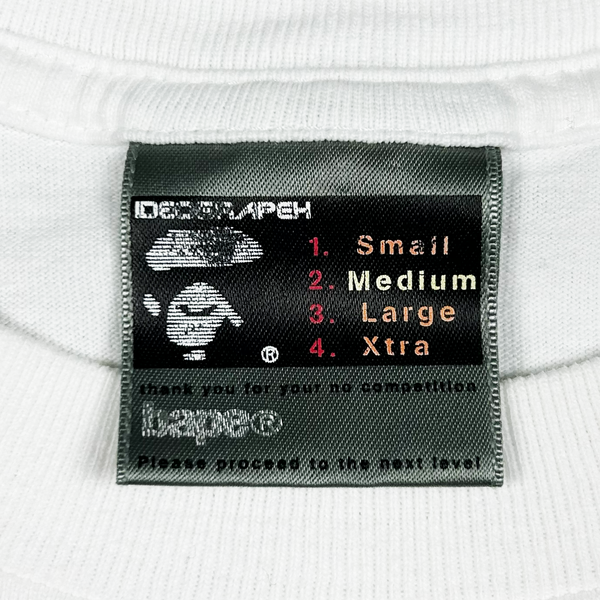 1. Small
2. Medium
3. Large
4. Xtra
®
thank you for your no competition
bape®
Please proceed to the next level